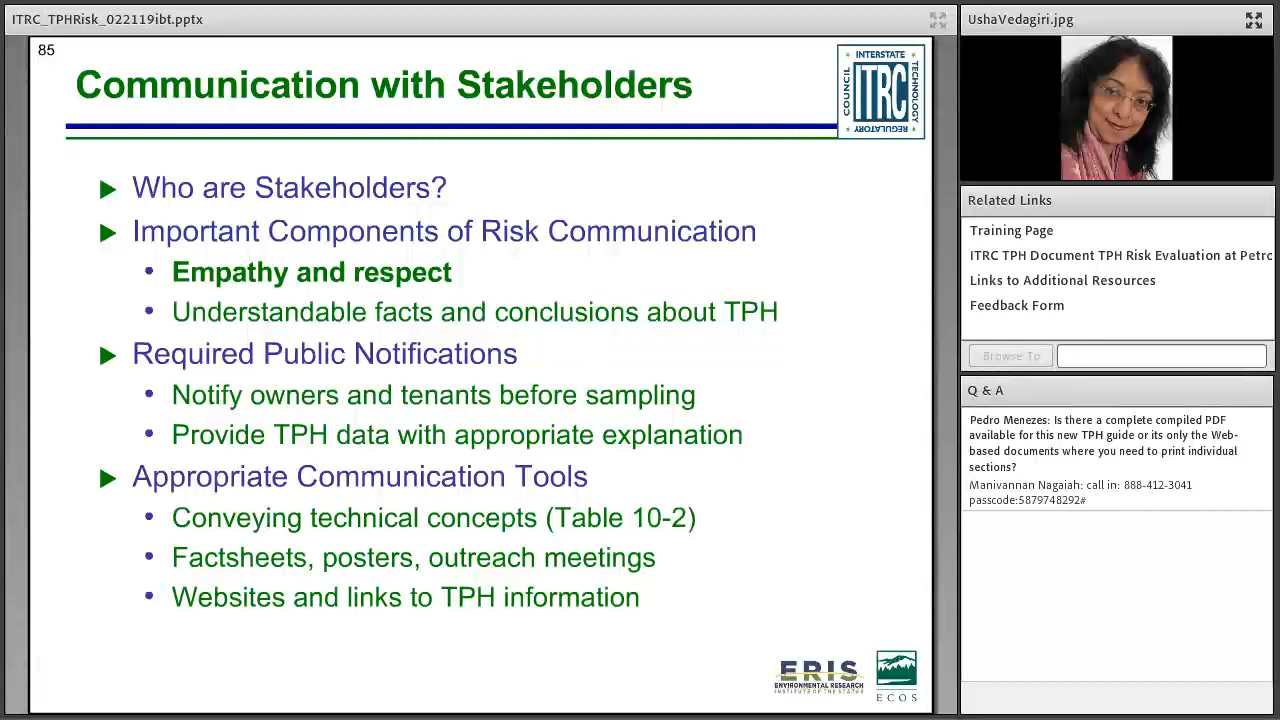 ITRC_TPHRisk_022119ibt.pptx
85
Communication with Stakeholders
INTERSTATE
COUNCIL
ITRC
TECHNOLOGY
REGULATORY
Who are Stakeholders?
Important Components of Risk Communication
• Empathy and respect
• Understandable facts and conclusions about TPH
Required Public Notifications
• Notify owners and tenants before sampling
• Provide TPH data with appropriate explanation
Appropriate Communication Tools
• Conveying technical concepts (Table 10-2)
• Factsheets, posters, outreach meetings
• Websites and links to TPH information
ERIS
ENVIRONMENTAL RESEARCH
INSTITUTE OF THE STATES
ECOS
UshaVedagiri.jpg
Related Links
Training Page
ITRC TPH Document TPH Risk Evaluation at Petrc
Links to Additional Resources
Feedback Form
Browse To
Q & A
Pedro Menezes: Is there a complete compiled PDF
available for this new TPH guide or its only the Web-
based documents where you need to print individual
sections?
Manivannan Nagaiah: call in: 888-412-3041
passcode:5879748292#